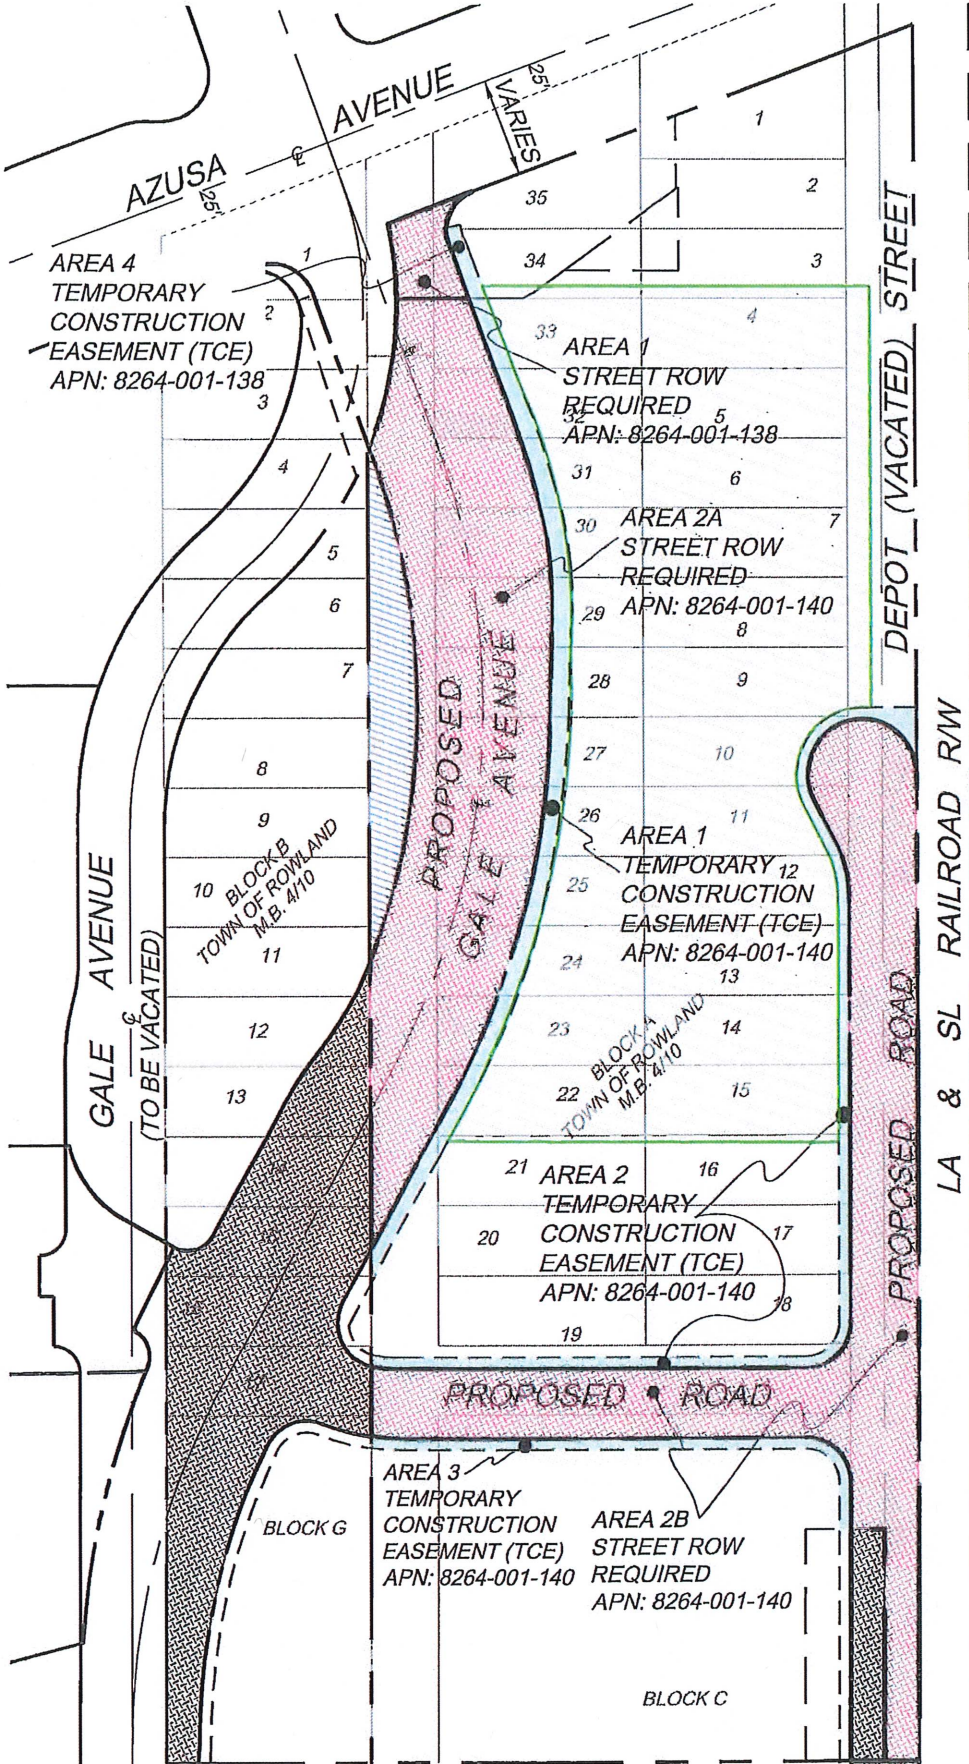 AZUSA AVENUE
25'
25'
VARIES
℄
1
2
3
35
34
1
2
3
AREA 4
TEMPORARY
CONSTRUCTION
EASEMENT (TCE)
APN: 8264-001-138
33
4
AREA 1
STREET ROW
REQUIRED
APN: 8264-001-138
32
5
31
6
4
DEPOT (VACATED) STREET
AREA 2A
STREET ROW
REQUIRED
APN: 8264-001-140
30
7
5
6
29
8
7
28
9
PROPOSED
GALE AVENUE
27
10
8
26
11
9
AREA 1
TEMPORARY
CONSTRUCTION
EASEMENT (TCE)
APN: 8264-001-140
12
BLOCK B
TOWN OF ROWLAND
M.B. 4/10
10
25
11
24
13
GALE AVENUE
℄
(TO BE VACATED)
12
23
14
BLOCK A
TOWN OF ROWLAND
M.B. 4/10
13
22
15
21
16
AREA 2
TEMPORARY
CONSTRUCTION
EASEMENT (TCE)
APN: 8264-001-140
20
17
18
19
PROPOSED ROAD
LA & SL RAILROAD R/W
PROPOSED ROAD
AREA 3
TEMPORARY
CONSTRUCTION
EASEMENT (TCE)
APN: 8264-001-140
AREA 2B
STREET ROW
REQUIRED
APN: 8264-001-140
BLOCK G
BLOCK C